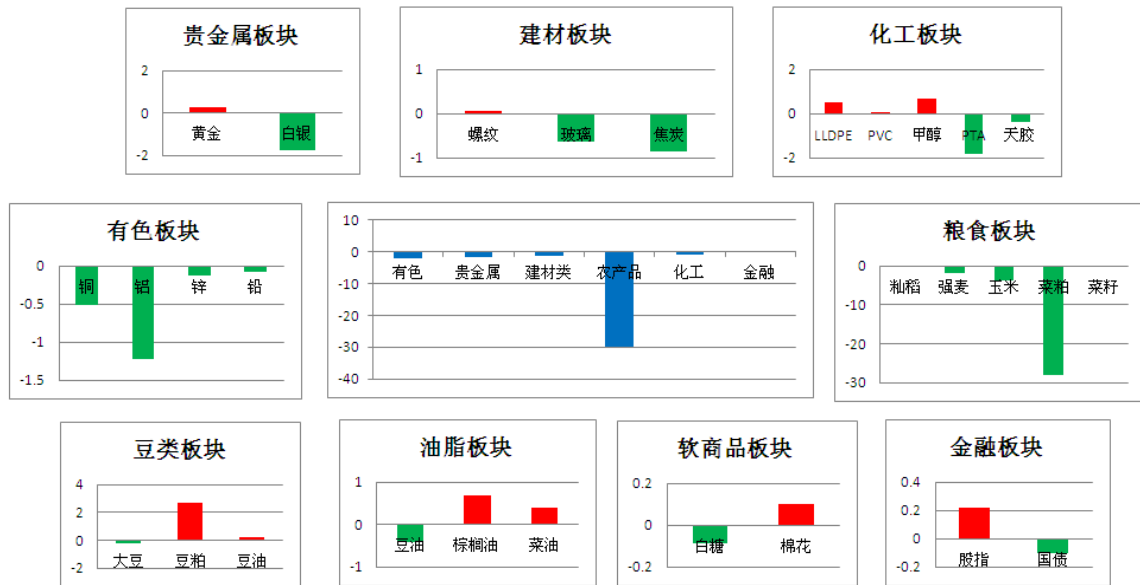 贵金属板块
2
0
-2
黄金
白银
建材板块
1
0
-1
螺纹
玻璃
焦炭
化工板块
2
0
-2
LLDPE
PVC
甲醇
PTA
天胶
有色板块
0
-0.5
-1
-1.5
铜
铝
锌
铅
10
0
-10
-20
-30
-40
有色
贵金属
建材类
农产品
化工
金融
粮食板块
0
-10
-20
-30
籼稻
强麦
玉米
菜粕
菜籽
豆类板块
4
2
0
-2
大豆
豆粕
豆油
油脂板块
1
0
-1
豆油
棕榈油
菜油
软商品板块
0.2
0
-0.2
白糖
棉花
金融板块
0.4
0.2
0
-0.2
股指
国债